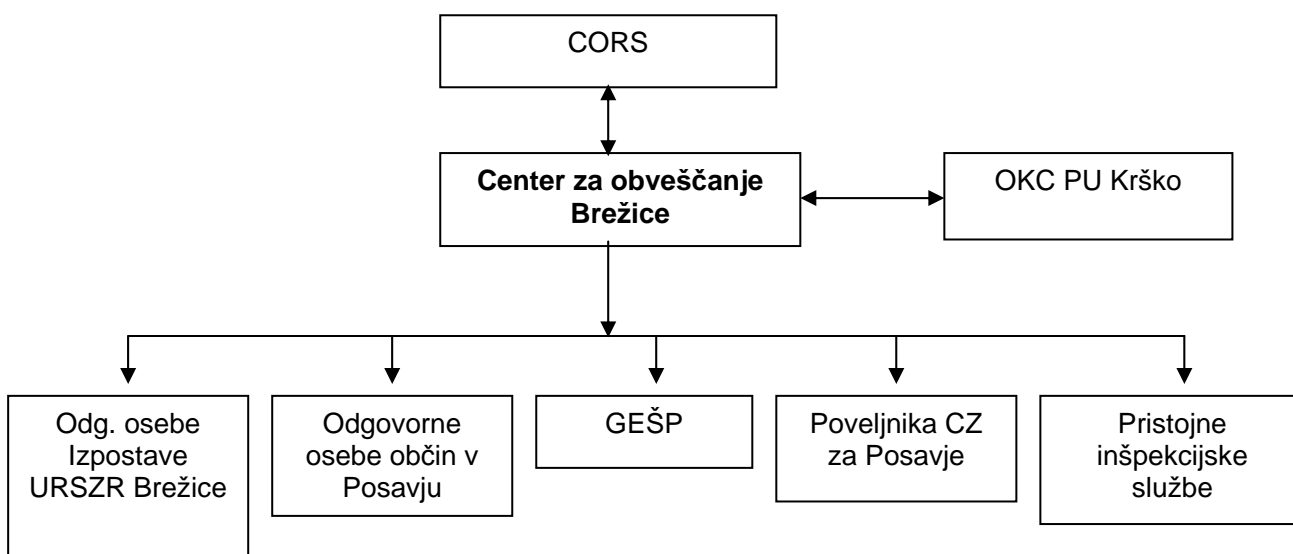 CORS
Center za obveščanje
Brežice
OKC PU Krško
Odg. osebe
Izpostave
URSZR Brežice
Odgovorne
osebe občin v
Posavju
GEŠP
Poveljnika CZ
za Posavje
Pristojne
inšpekcijske
službe